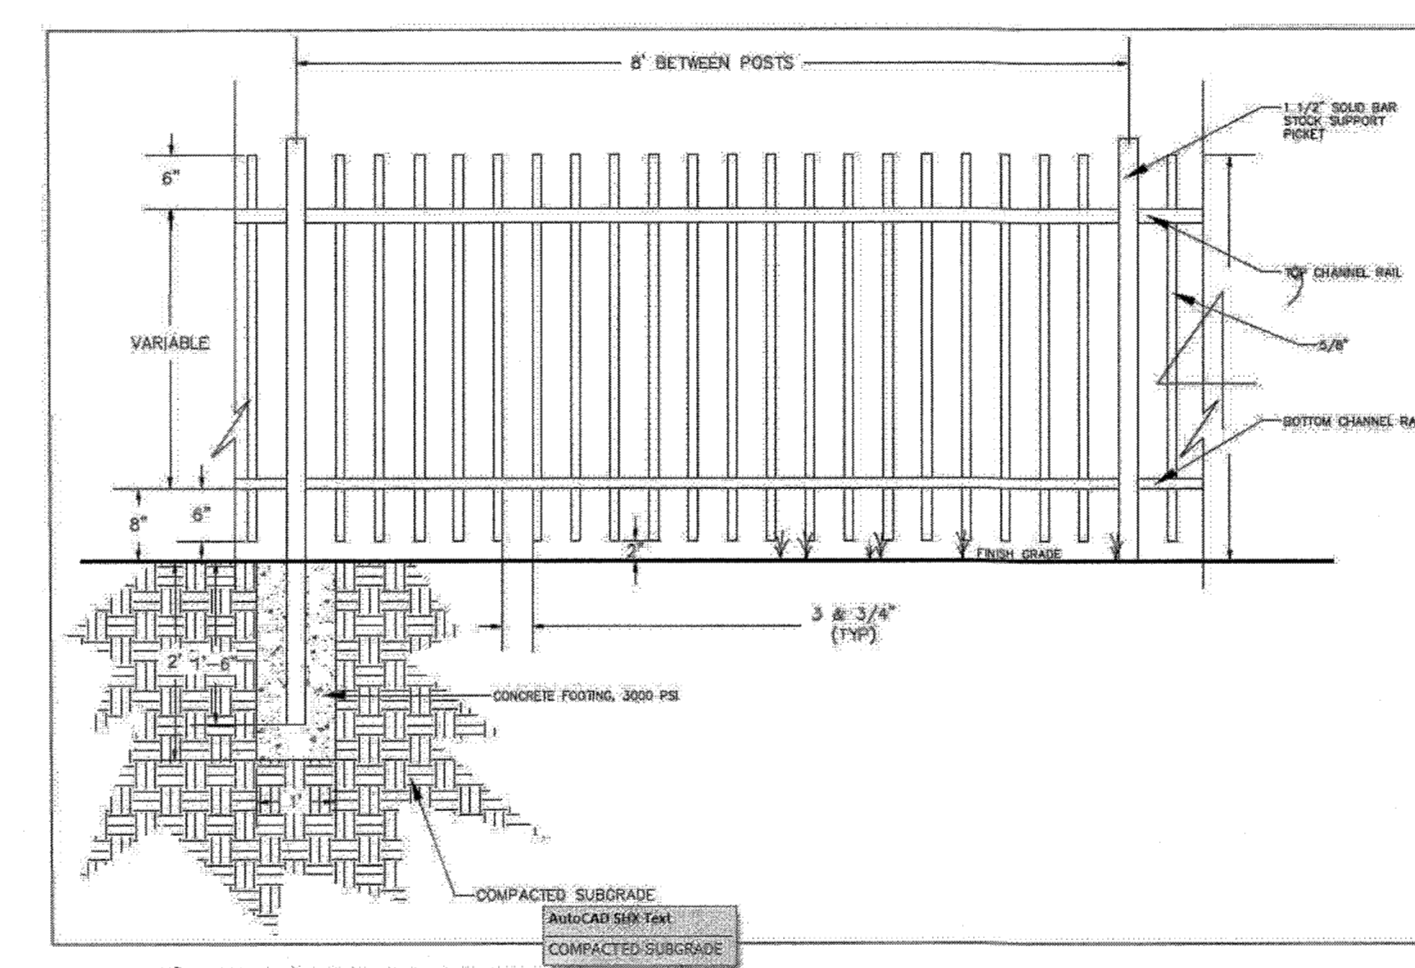 8' BETWEEN POSTS
1 1/2" SOLID BAR
STOCK SUPPORT
PICKET
6"
TOP CHANNEL RAIL
VARIABLE
5/8"
BOTTOM CHANNEL RA
8"
6"
2"
FINISH GRADE
3 & 3/4"
(TYP)
2'
1'-6"
CONCRETE FOOTING, 3000 PSI
1'
COMPACTED SUBGRADE
AutoCAD SHX Text
COMPACTED SUBGRADE